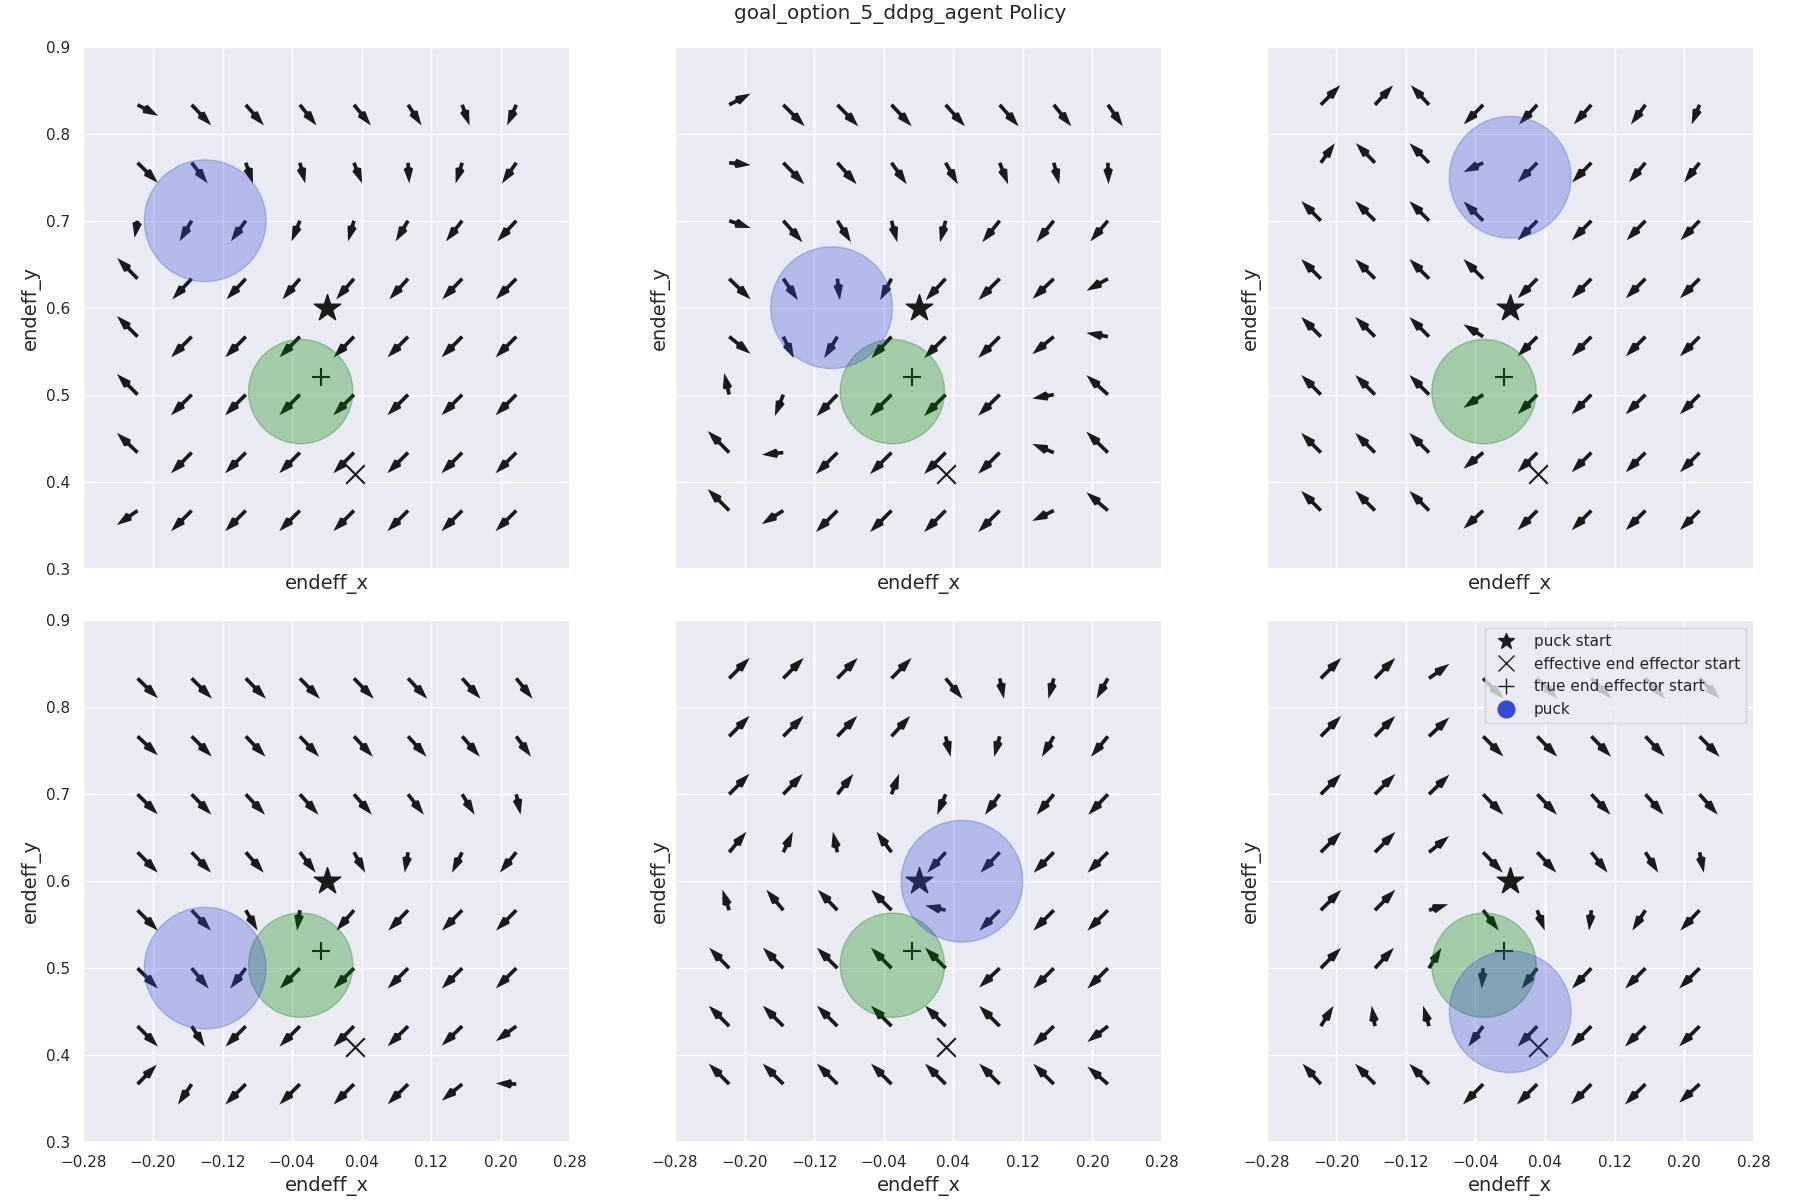 goal_option_5_ddpg_agent Policy
0.9
0.8
0.7
0.6
0.5
0.4
0.3
endeff_y
endeff_x
endeff_y
endeff_x
endeff_y
endeff_x
0.9
0.8
0.7
0.6
0.5
0.4
0.3
endeff_y
−0.28 −0.20 −0.12 −0.04 0.04 0.12 0.20 0.28
endeff_x
endeff_y
−0.28 −0.20 −0.12 −0.04 0.04 0.12 0.20 0.28
endeff_x
puck start
effective end effector start
true end effector start
puck
endeff_y
−0.28 −0.20 −0.12 −0.04 0.04 0.12 0.20 0.28
endeff_x